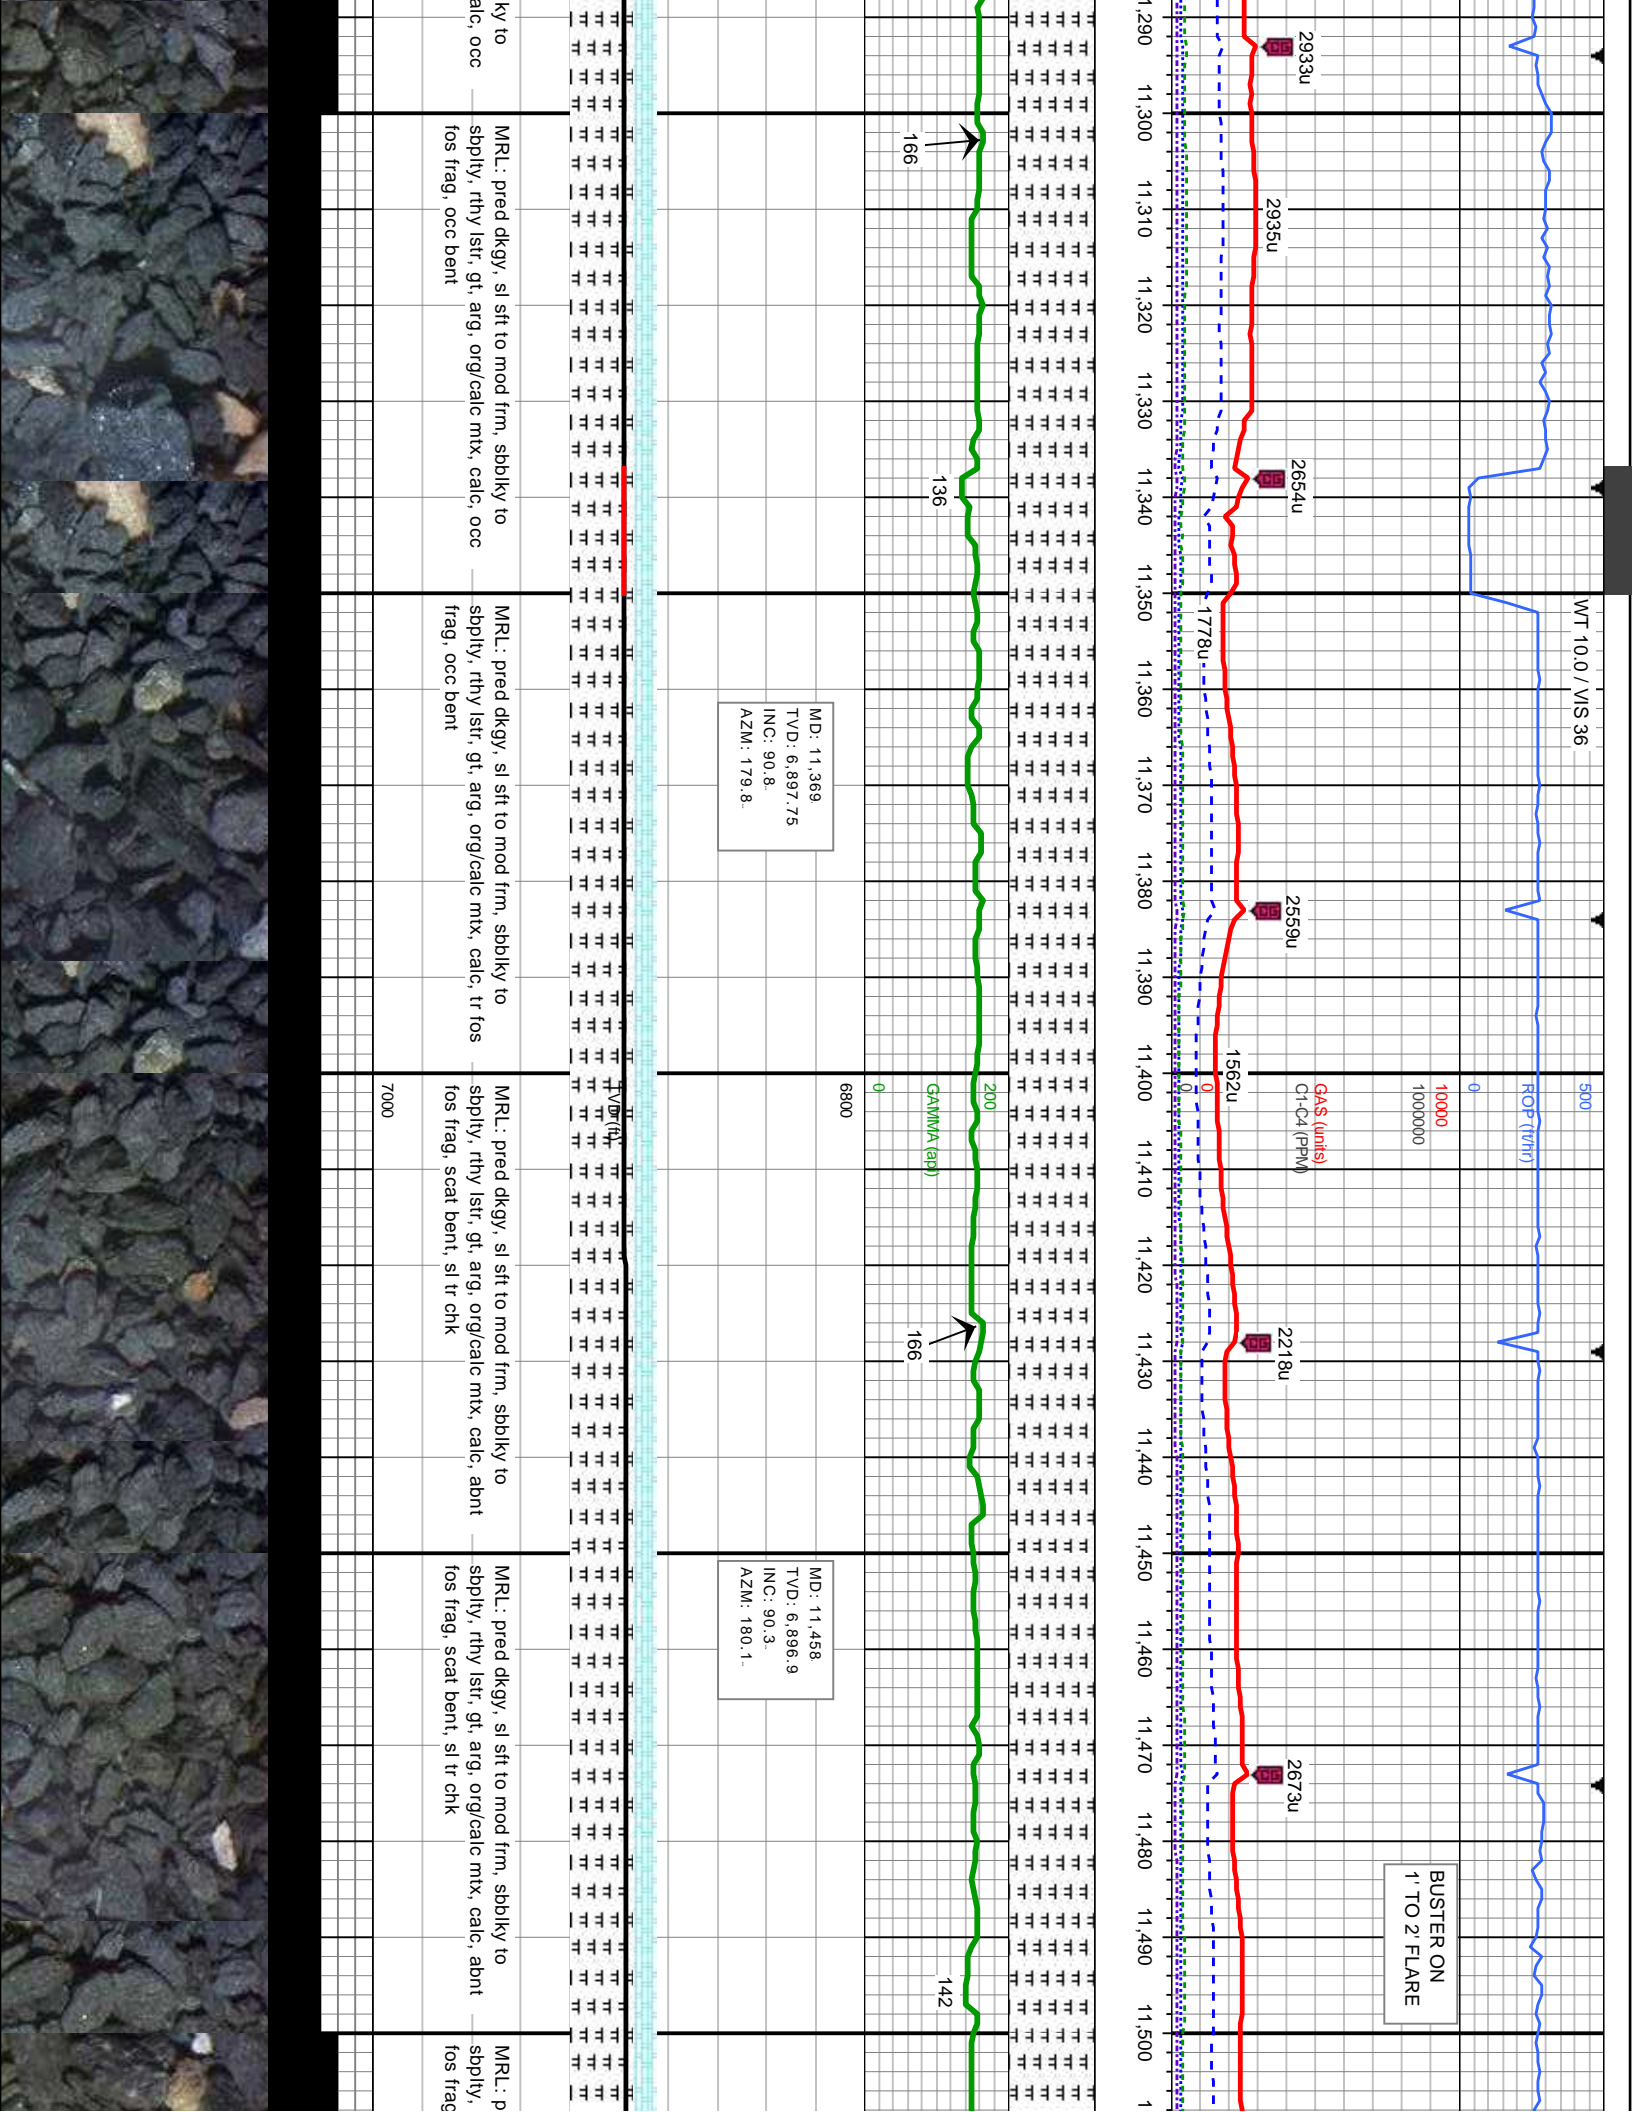 WT 10.0 / VIS 36
BUSTER ON
1' TO 2' FLARE
500
ROP (ft/hr)
0
10000
1000000
GAS (units)
C1-C4 (PPM)
0
0
2933u
2935u
2654u
1778u
2559u
1562u
2218u
2673u
11,300
11,310
11,320
11,330
11,340
11,350
11,360
11,370
11,380
11,390
11,400
11,410
11,420
11,430
11,440
11,450
11,460
11,470
11,480
11,490
11,500
200
GAMMA (api)
0
166
136
166
142
6800
TVD (ft)
7000
MD: 11,369
TVD: 6,897.75
INC: 90.8
AZM: 179.8
MD: 11,458
TVD: 6,896.9
INC: 90.3
AZM: 180.1
ky to
alc, occ
MRL: pred dkgy, sl sft to mod frm, sbblky to
sbplty, rthy lstr, gt, arg, org/calc mtx, calc, occ
fos frag, occ bent
MRL: pred dkgy, sl sft to mod frm, sbblky to
sbplty, rthy lstr, gt, arg, org/calc mtx, calc, tr fos
frag, occ bent
MRL: pred dkgy, sl sft to mod frm, sbblky to
sbplty, rthy lstr, gt, arg, org/calc mtx, calc, abnt
fos frag, scat bent, sl tr chk
MRL: pred dkgy, sl sft to mod frm, sbblky to
sbplty, rthy lstr, gt, arg, org/calc mtx, calc, abnt
fos frag, scat bent, sl tr chk
MRL: p
sbplty,
fos frag